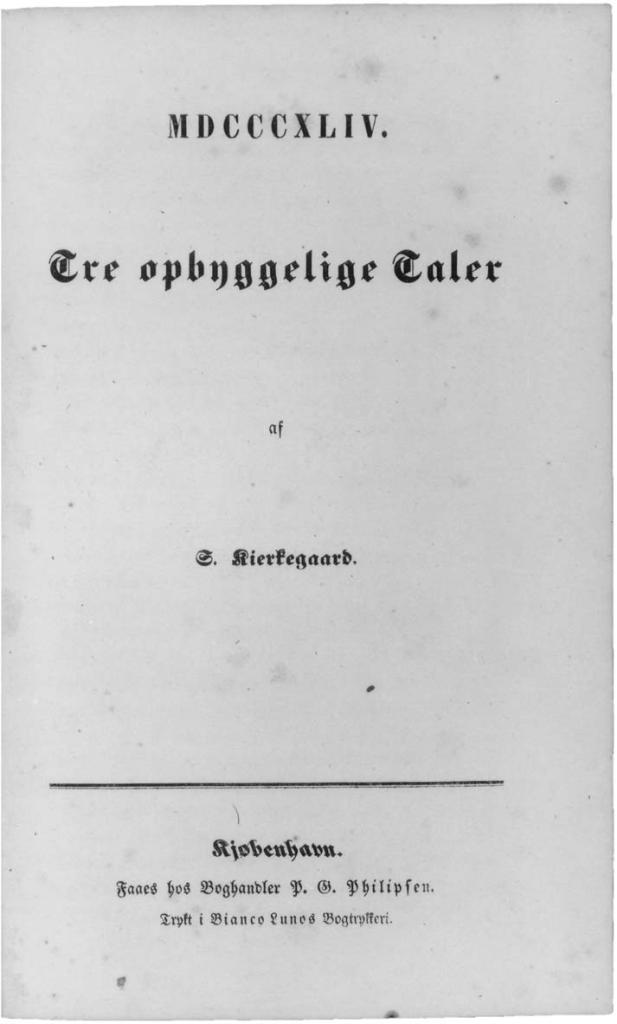 MDCCCXLIV.
Tre opbyggelige Taler
af
S. Kierkegaard.
Kjøbenhavn.
Faaes hos Boghandler P. G. Philipsen.
Trykt i Bianco Lunos Bogtrykkeri.